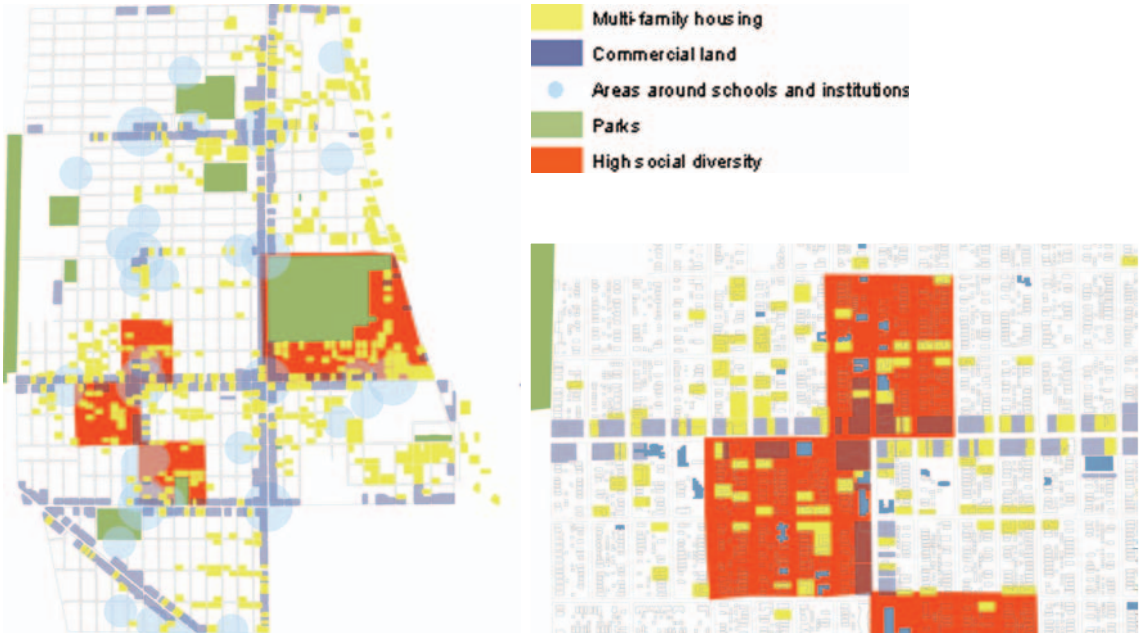 Multi-family housing
Commercial land
Areas around schools and institutions
Parks
High social diversity